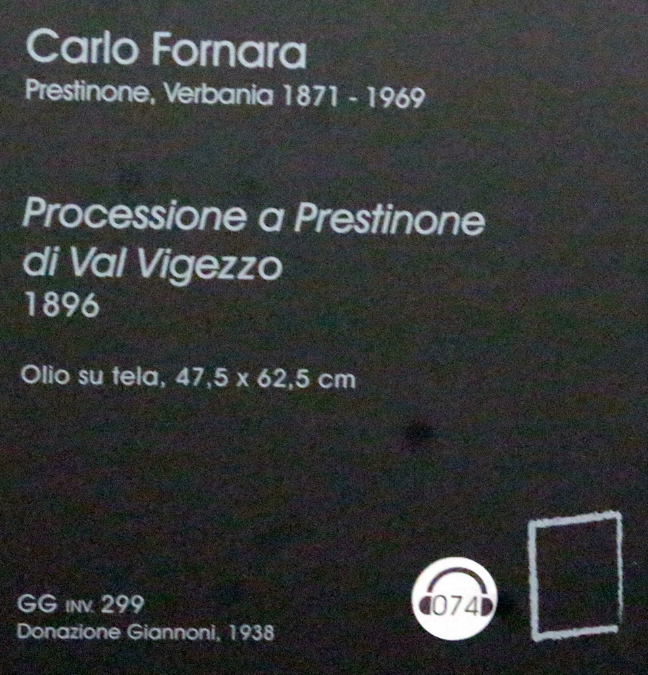 Carlo Fornara
Prestinone, Verbania 1871 - 1969
Processione a Prestinone
di Val Vigezzo
1896
Olio su tela, 47,5 x 62,5 cm
GG INV. 299
Donazione Giannoni, 1938
074